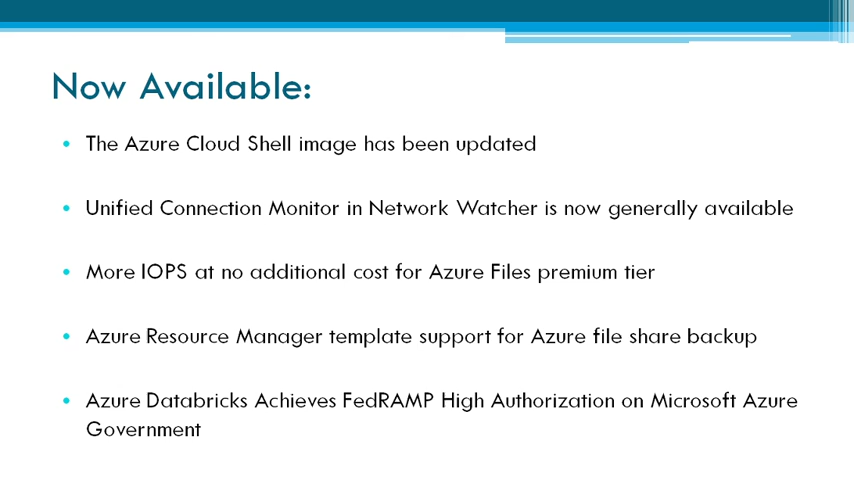 Now Available:
• The Azure Cloud Shell image has been updated
• Unified Connection Monitor in Network Watcher is now generally available
• More IOPS at no additional cost for Azure Files premium tier
• Azure Resource Manager template support for Azure file share backup
• Azure Databricks Achieves FedRAMP High Authorization on Microsoft Azure
Government